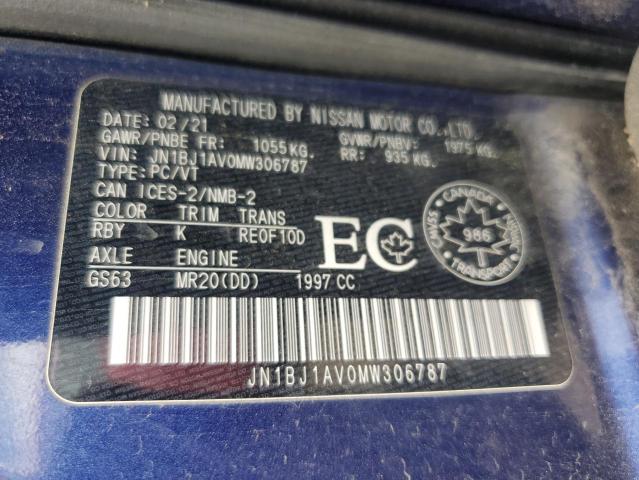 MANUFACTURED BY NISSAN MOTOR CO.,LTD.
DATE: 02/21
GAWR/PNBE FR: 1055KG. GVWR/PNBV: 1975 KG.
RR: 935 KG.
VIN: JN1BJ1AV0MW306787
TYPE: PC/VT
CAN ICES-2/NMB-2
COLOR TRIM TRANS
RBY K RE0F10D
AXLE ENGINE
GS63 MR20(DD) 1997 CC
EC
CANADA
986
TRANSPORT
JN1BJ1AV0MW306787